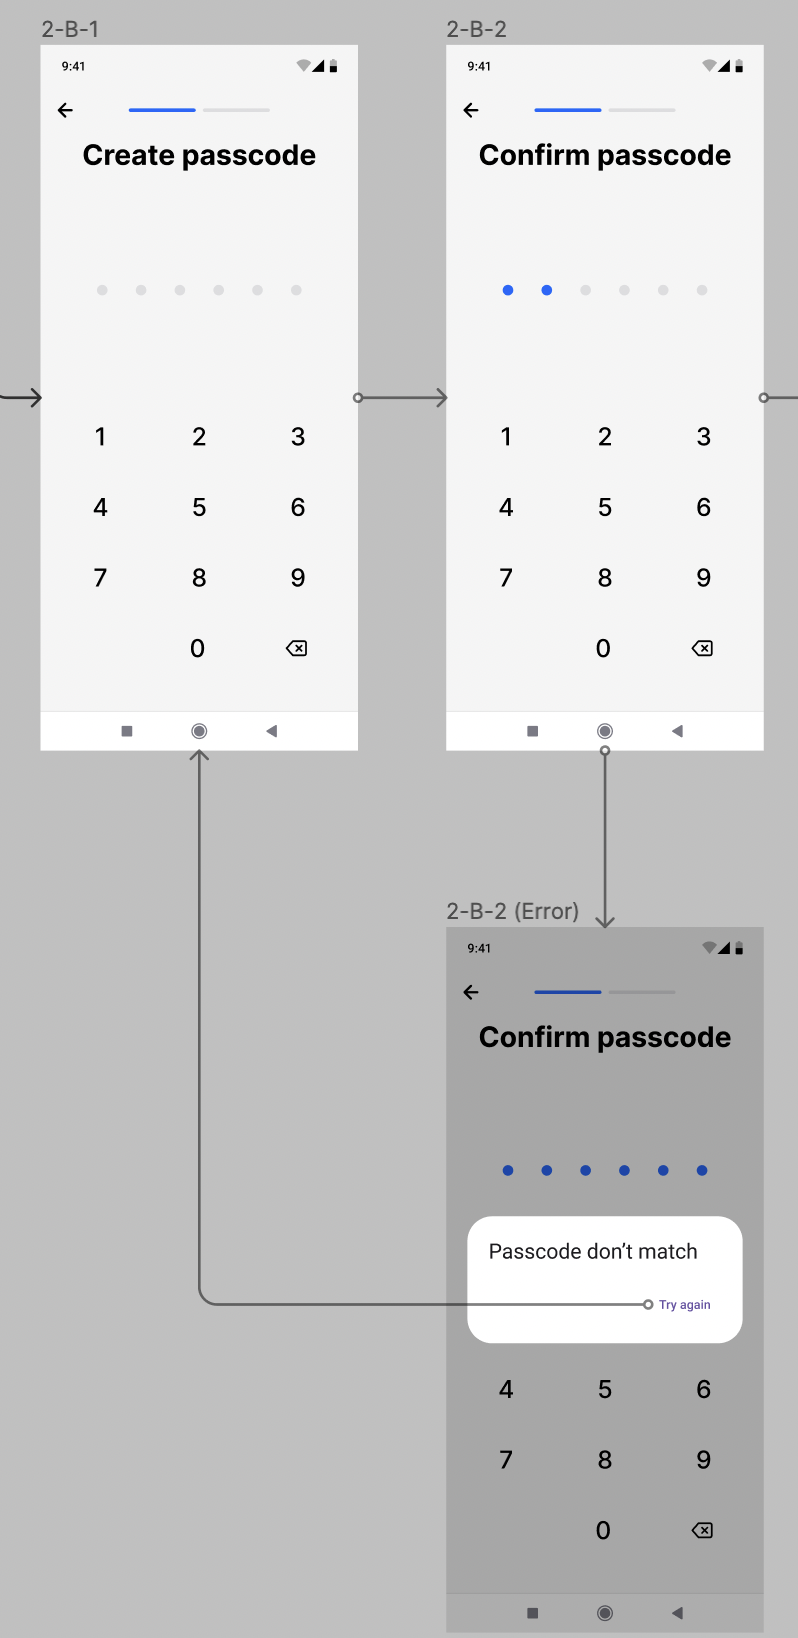 2-B-1
9:41
Create passcode
1 2 3
4 5 6
7 8 9
0
2-B-2
9:41
Confirm passcode
1 2 3
4 5 6
7 8 9
0
2-B-2 (Error)
9:41
Confirm passcode
Passcode don’t match
Try again
4 5 6
7 8 9
0